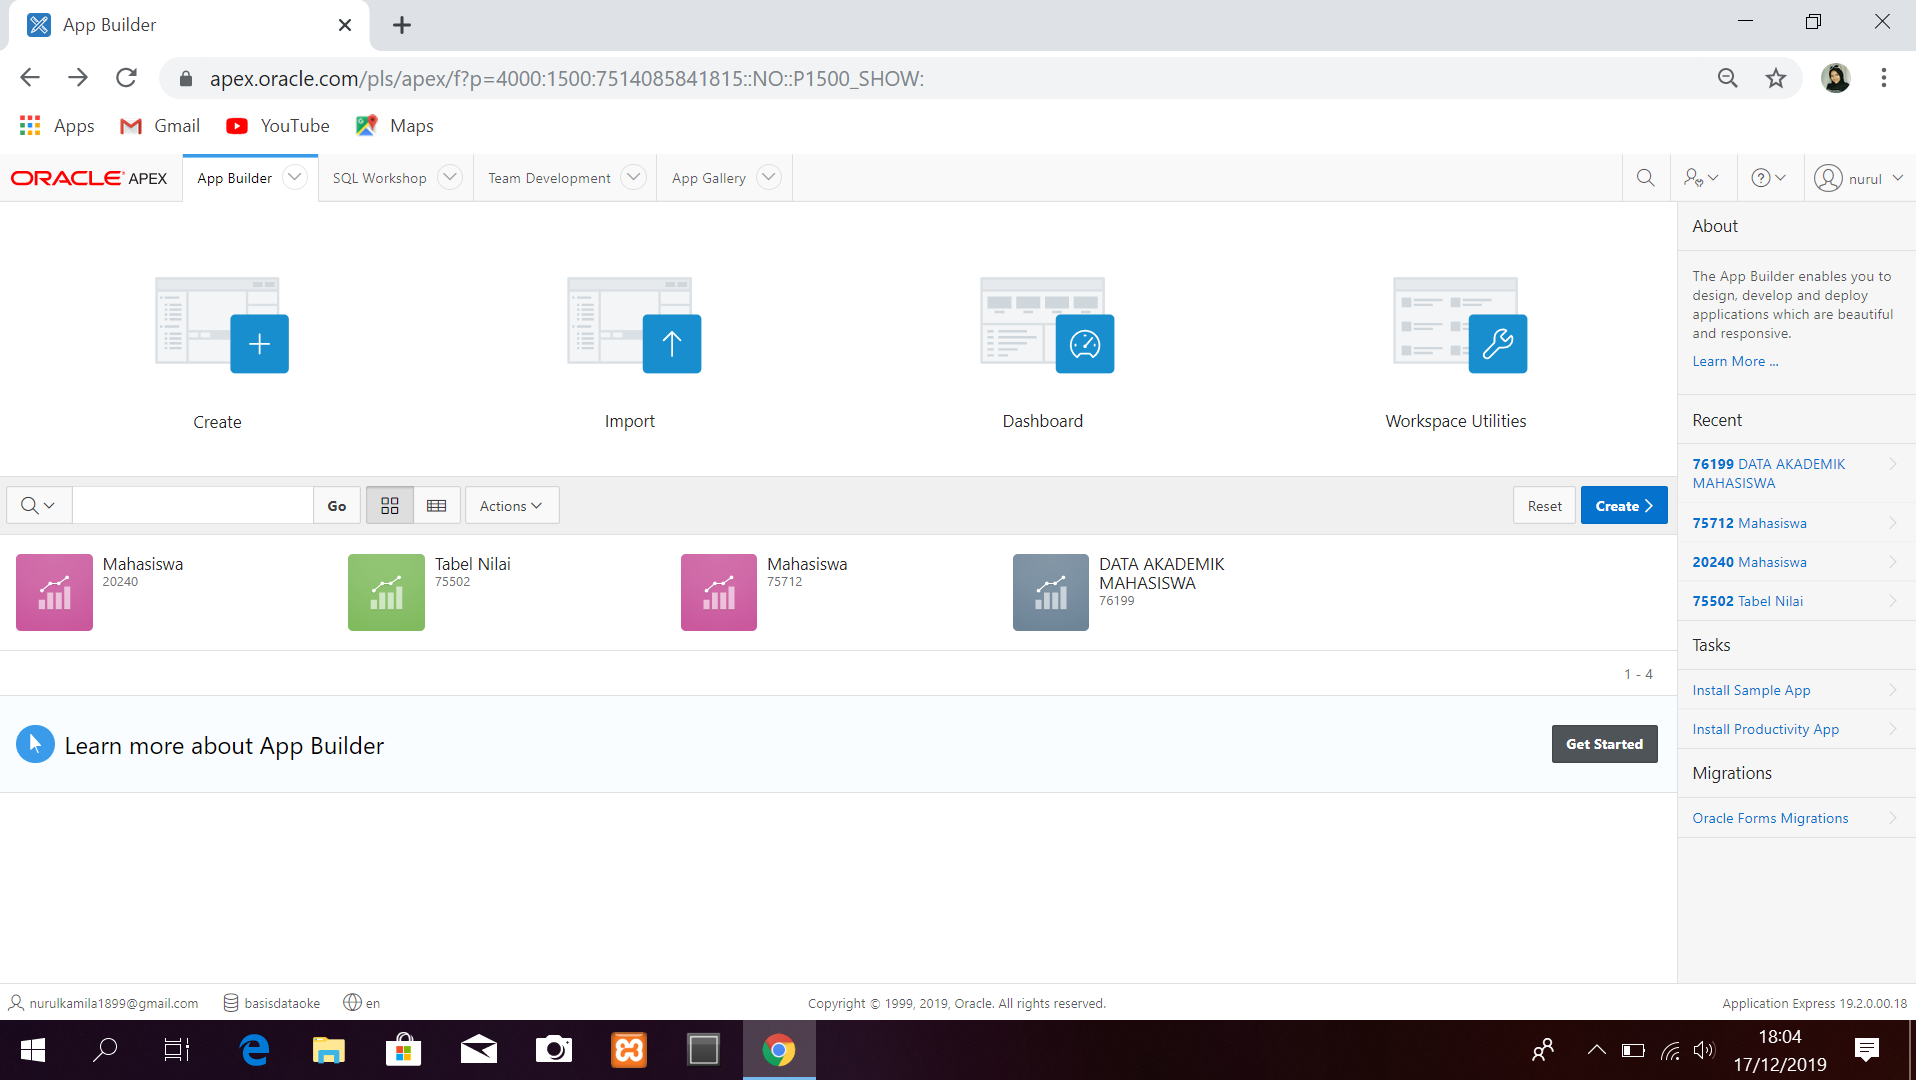 App Builder
apex.oracle.com/pls/apex/f?p=4000:1500:7514085841815::NO::P1500_SHOW:
Apps Gmail YouTube Maps
ORACLE APEX App Builder SQL Workshop Team Development App Gallery nurul
Create Import Dashboard Workspace Utilities
Go Actions Reset Create
Mahasiswa
20240
Tabel Nilai
75502
Mahasiswa
75712
DATA AKADEMIK
MAHASISWA
76199
1 - 4
Learn more about App Builder Get Started
About
The App Builder enables you to
design, develop and deploy
applications which are beautiful
and responsive.
Learn More ...
Recent
76199 DATA AKADEMIK
MAHASISWA
75712 Mahasiswa
20240 Mahasiswa
75502 Tabel Nilai
Tasks
Install Sample App
Install Productivity App
Migrations
Oracle Forms Migrations
nurulkamila1899@gmail.com basisdataoke en Copyright © 1999, 2019, Oracle. All rights reserved. Application Express 19.2.0.00.18
18:04
17/12/2019